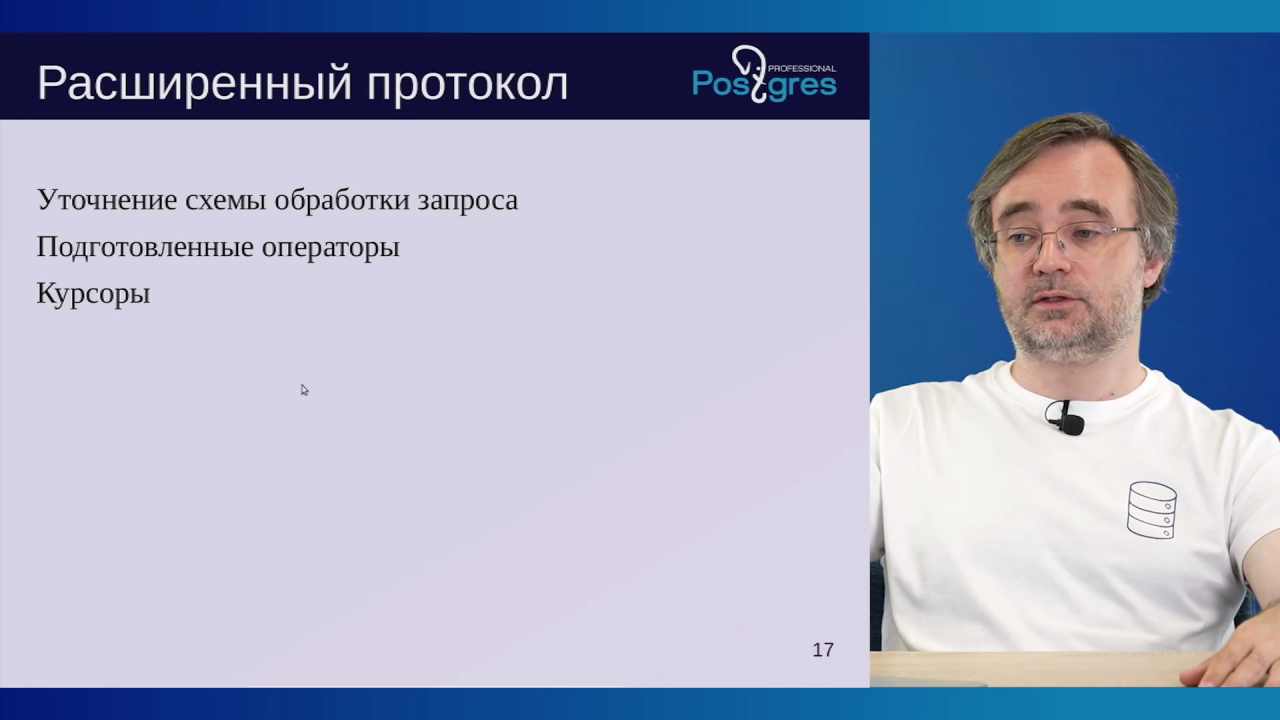 Расширенный протокол
PROFESSIONAL
Postgres
Уточнение схемы обработки запроса
Подготовленные операторы
Курсоры
17